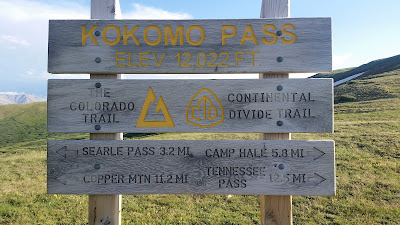 KOKOMO PASS
ELEV 12,022 FT
THE COLORADO TRAIL
CONTINENTAL DIVIDE TRAIL
SEARLE PASS 3.2 MI
CAMP HALE 5.8 MI
COPPER MTN 11.2 MI
TENNESSEE PASS 12.5 MI